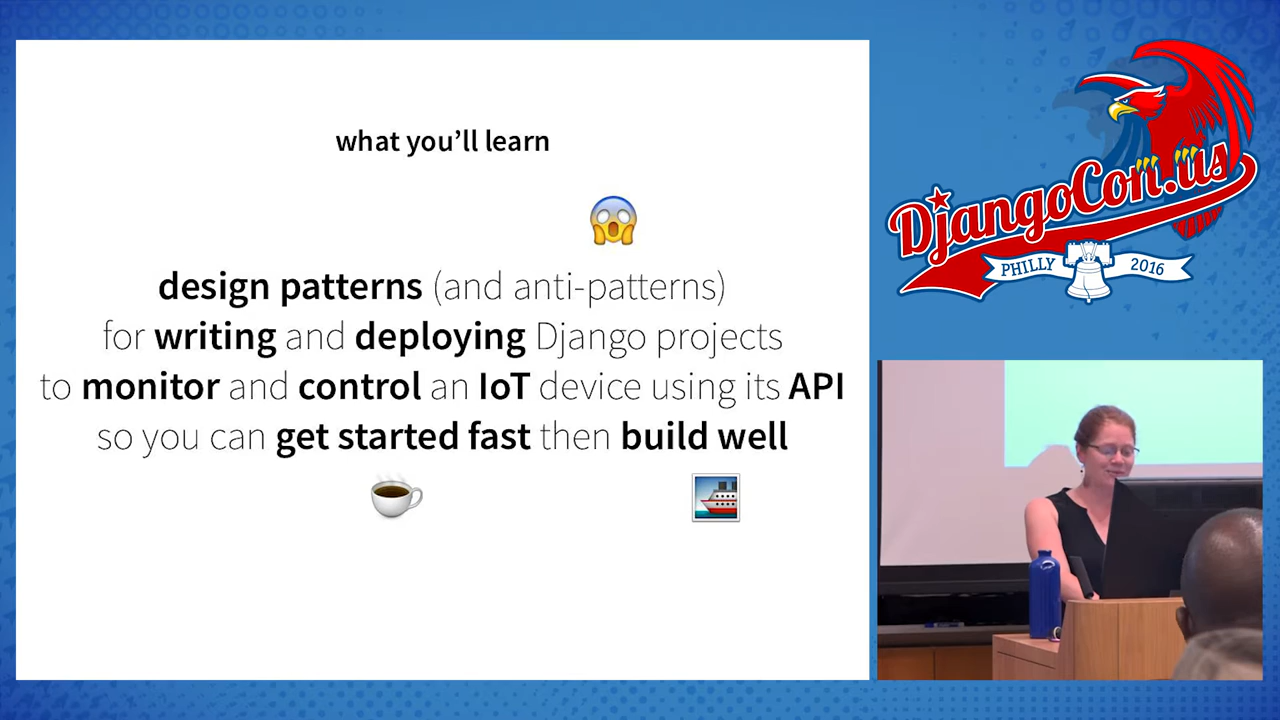 what you'll learn
design patterns (and anti-patterns)
for writing and deploying Django projects
to monitor and control an IoT device using its API
so you can get started fast then build well
DjangoCon.us
PHILLY 2016